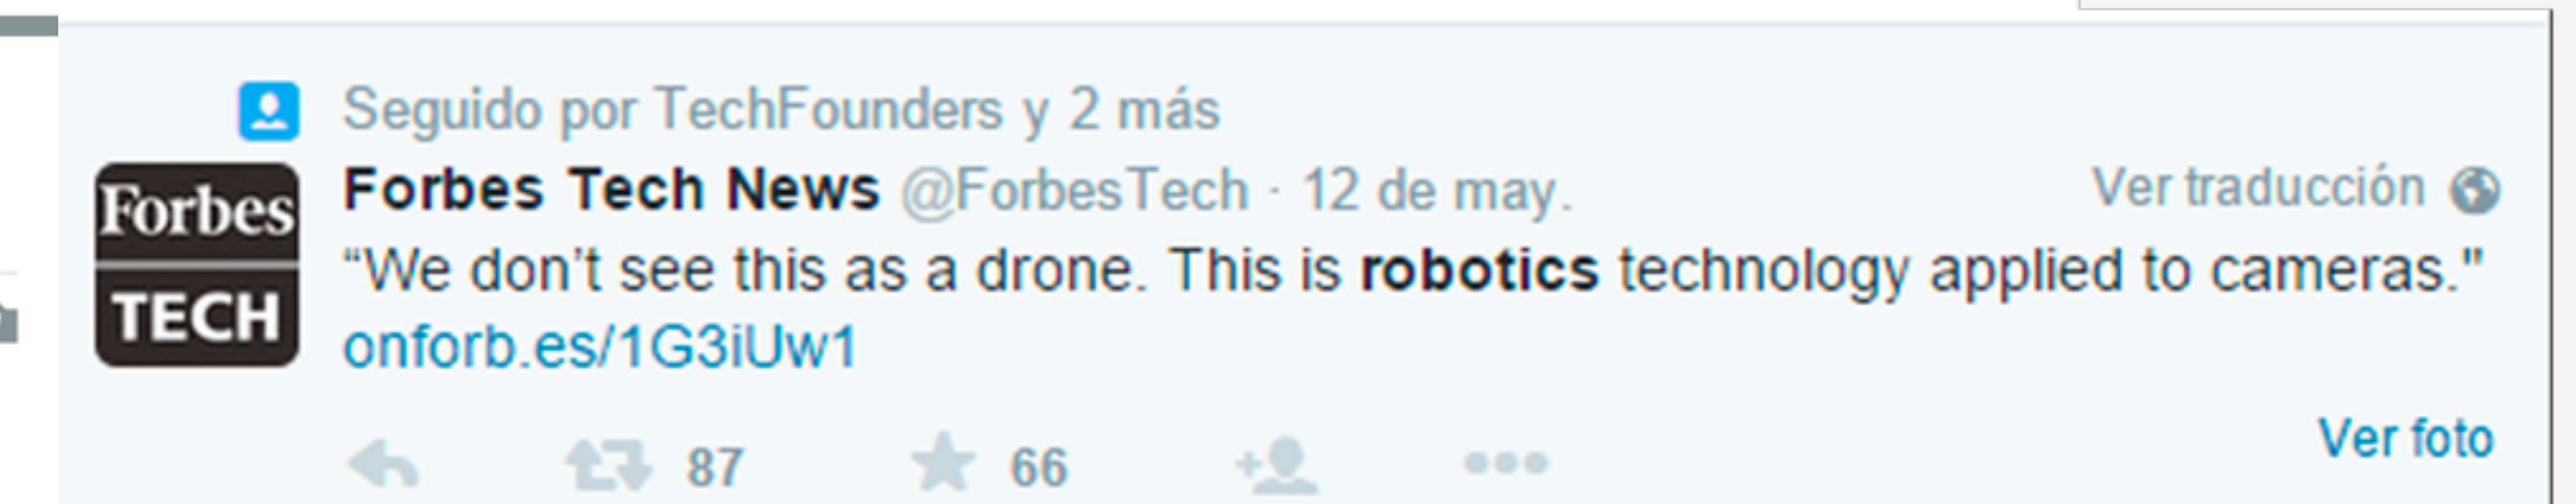 Seguido por TechFounders y 2 más
Forbes Tech News @ForbesTech · 12 de may.
Ver traducción
Forbes
TECH
“We don’t see this as a drone. This is robotics technology applied to cameras."
onforb.es/1G3iUw1
87
66
Ver foto